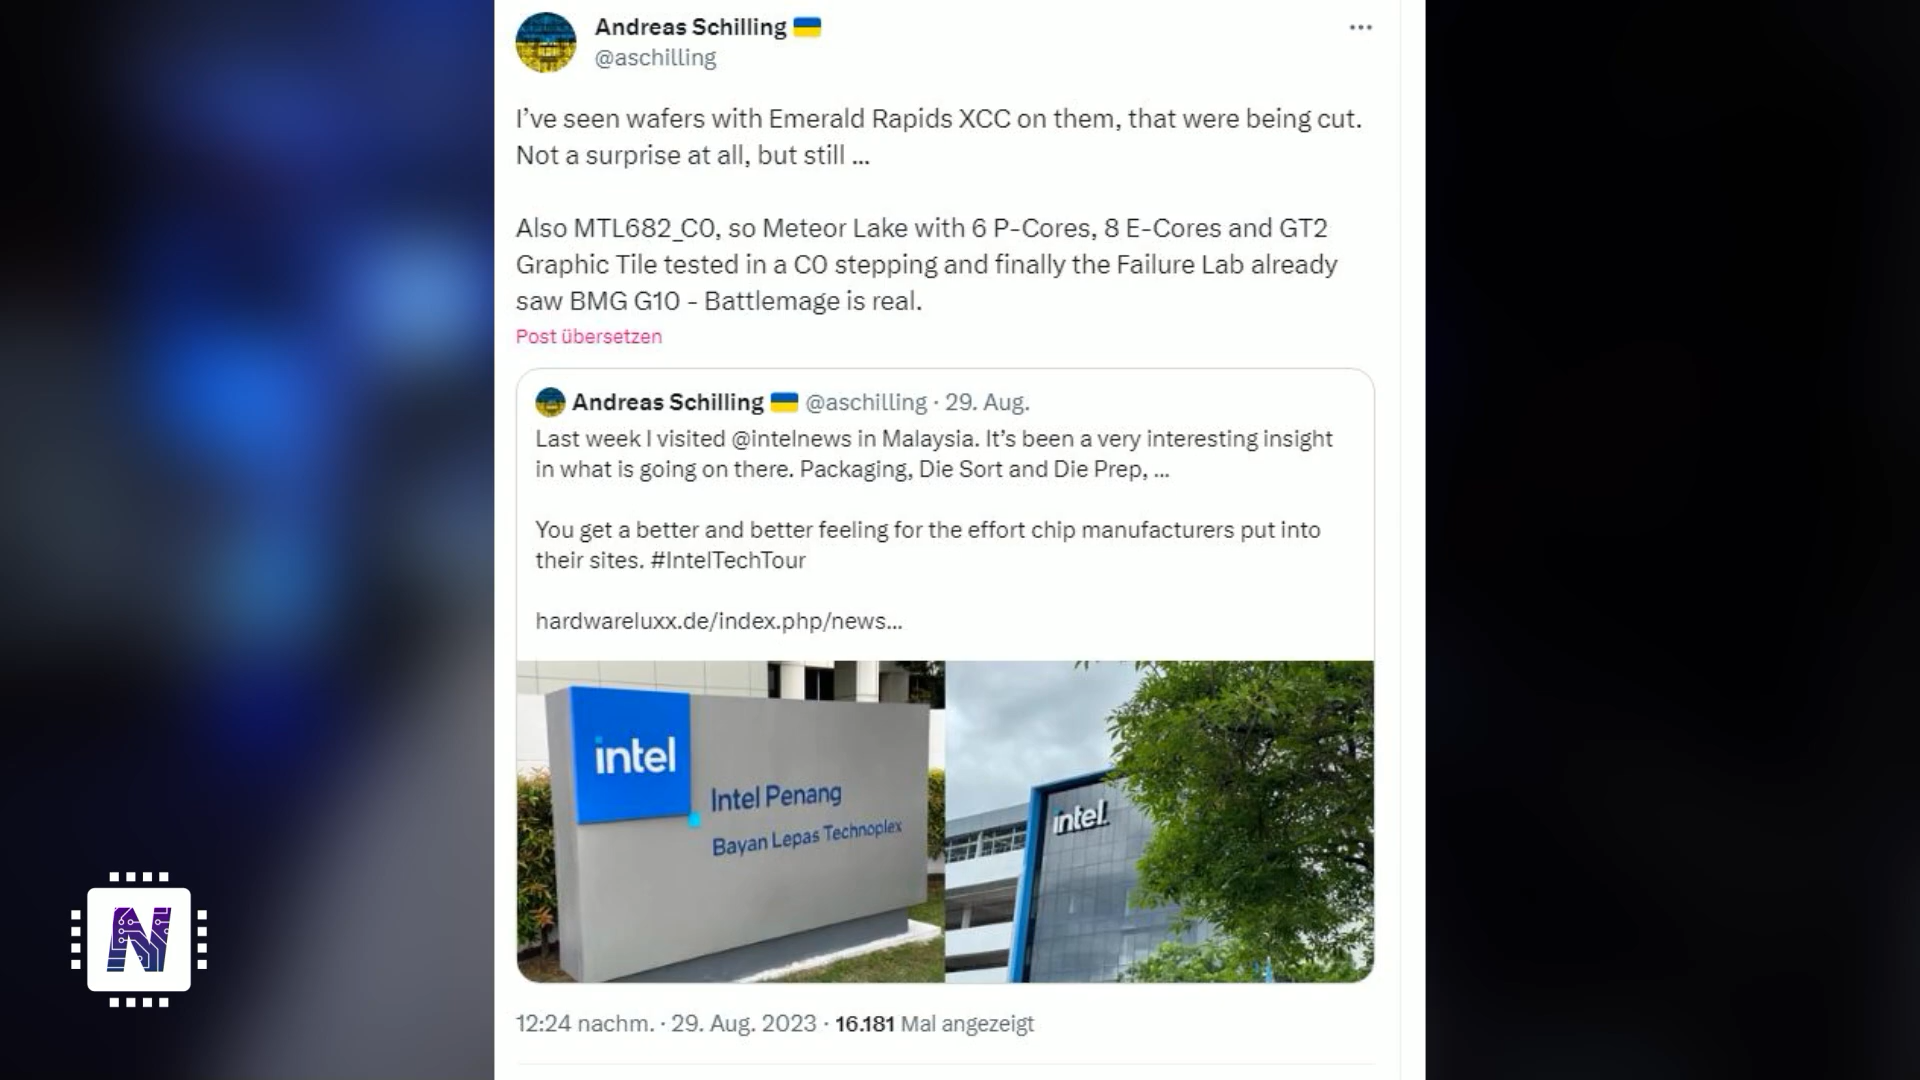 Andreas Schilling
@aschilling
I've seen wafers with Emerald Rapids XCC on them, that were being cut.
Not a surprise at all, but still ...
Also MTL682_C0, so Meteor Lake with 6 P-Cores, 8 E-Cores and GT2
Graphic Tile tested in a C0 stepping and finally the Failure Lab already
saw BMG G10 - Battlemage is real.
Post übersetzen
Andreas Schilling @aschilling · 29. Aug.
Last week I visited @intelnews in Malaysia. It's been a very interesting insight
in what is going on there. Packaging, Die Sort and Die Prep, ...
You get a better and better feeling for the effort chip manufacturers put into
their sites. #IntelTechTour
hardwareluxx.de/index.php/news...
intel
Intel Penang
Bayan Lepas Technoplex
intel.
N
12:24 nachm. · 29. Aug. 2023 · 16.181 Mal angezeigt